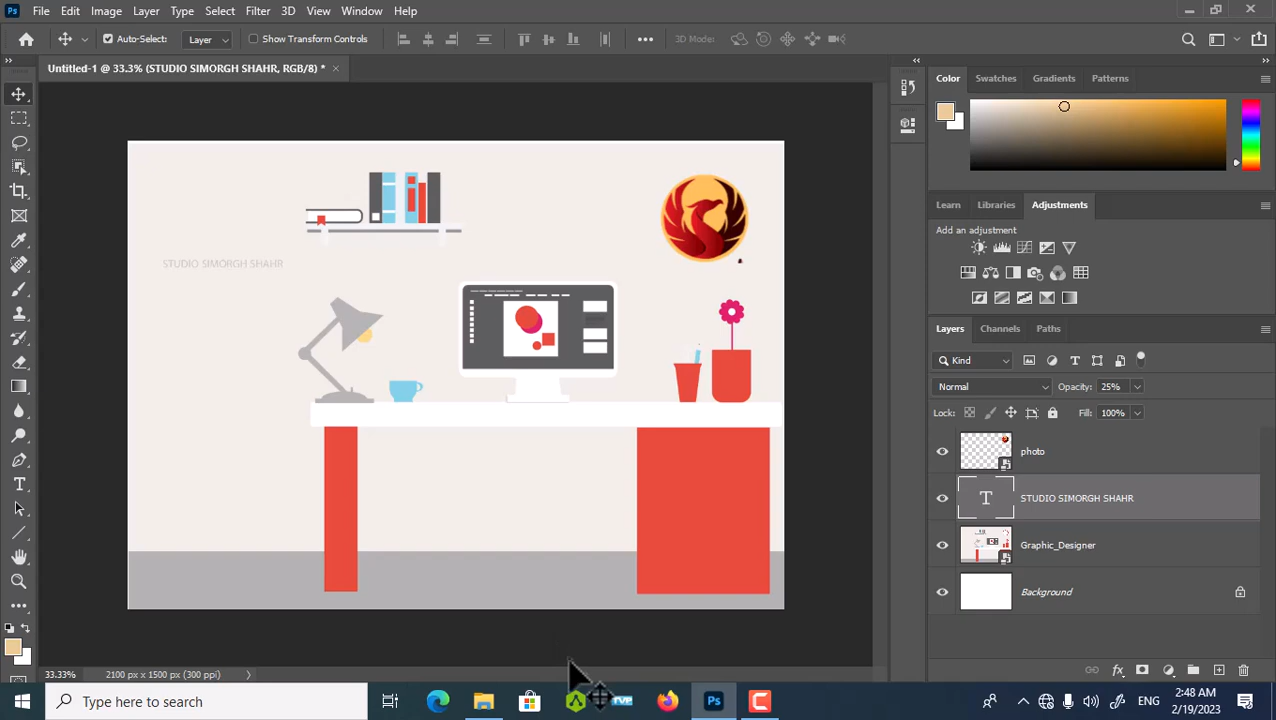 File Edit Image Layer Type Select Filter 3D View Window Help
Auto-Select: Layer Show Transform Controls 3D Mode:
Untitled-1 @ 33.3% (STUDIO SIMORGH SHAHR, RGB/8) *
Color Swatches Gradients Patterns
Learn Libraries Adjustments
Add an adjustment
STUDIO SIMORGH SHAHR
Layers Channels Paths
Kind
Normal Opacity: 25%
Lock: Fill: 100%
photo
STUDIO SIMORGH SHAHR
Graphic_Designer
Background
33.33% 2100 px x 1500 px (300 ppi)
Type here to search
ENG
2:48 AM
2/19/2023